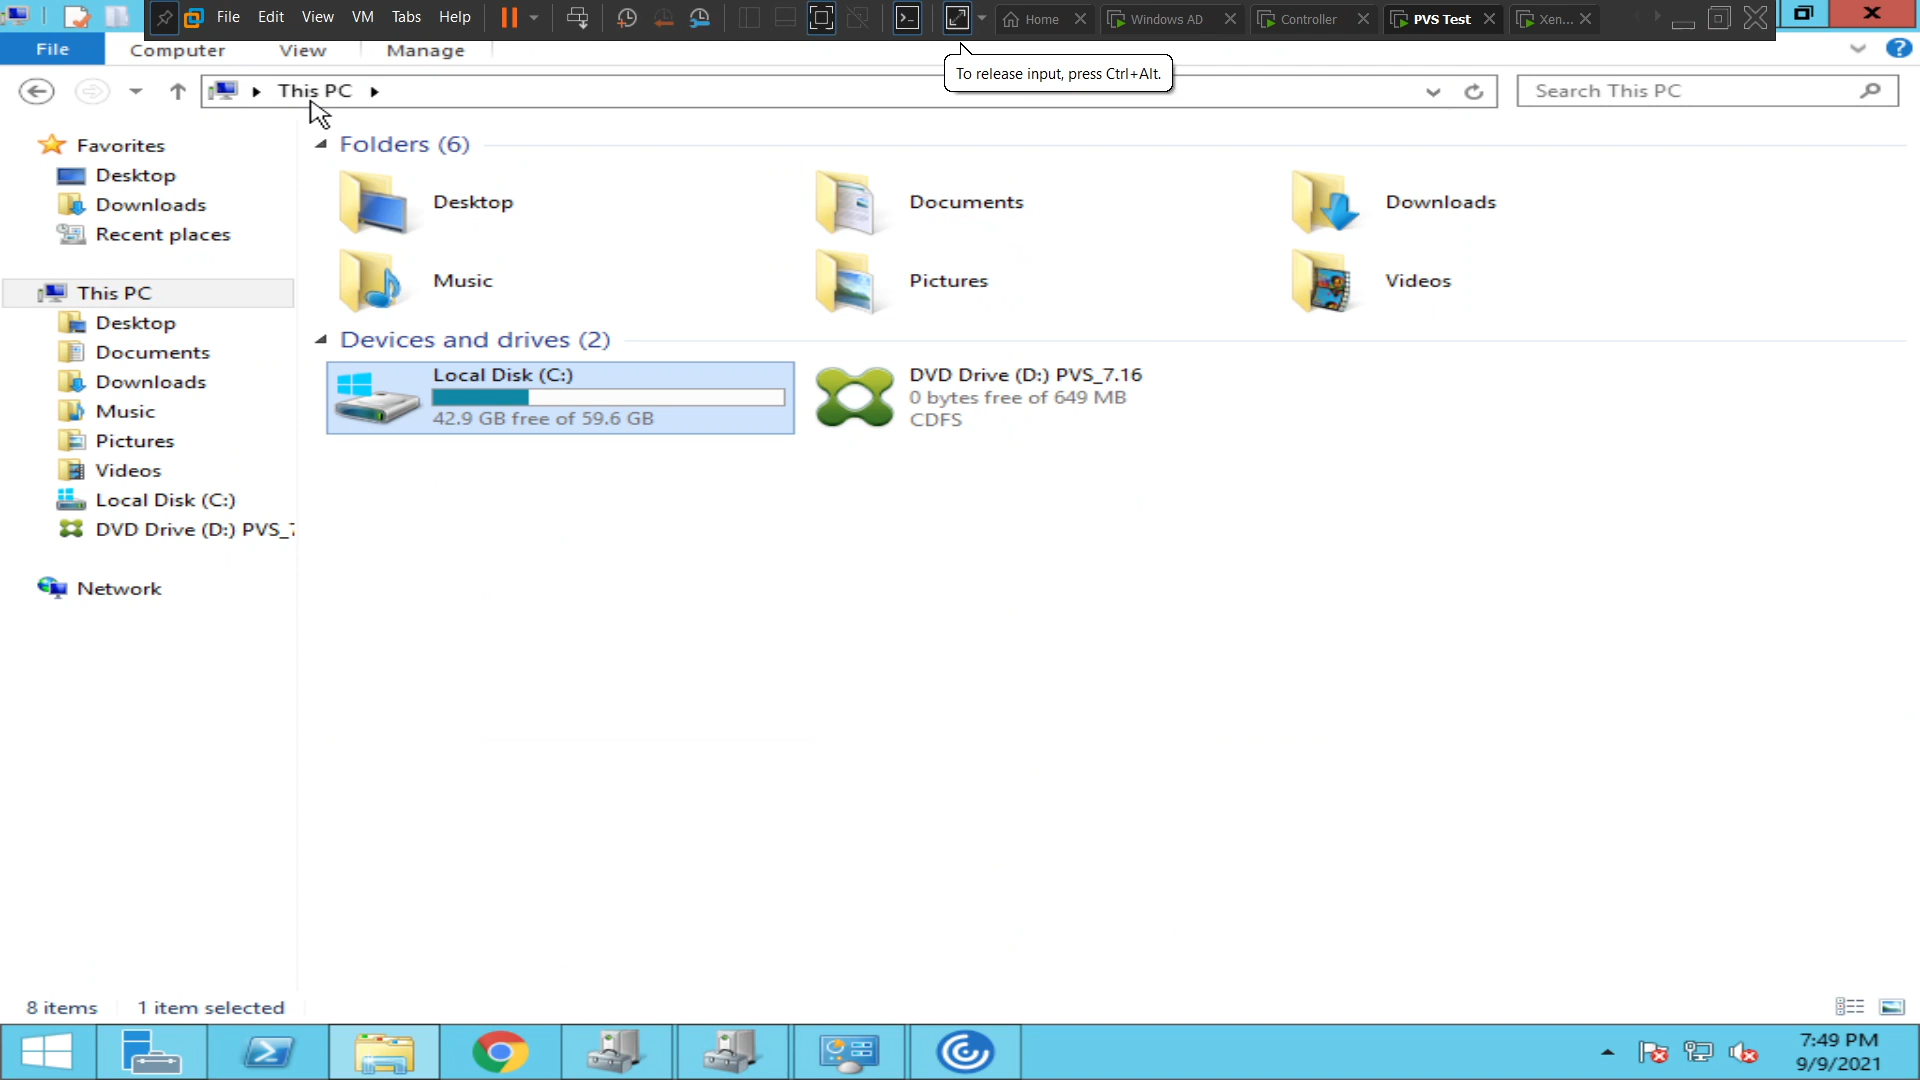 File Edit View VM Tabs Help
Home
Windows AD
Controller
PVS Test
Xen...
File Computer View Manage
To release input, press Ctrl+Alt.
This PC
Search This PC
Favorites
Desktop
Downloads
Recent places
This PC
Desktop
Documents
Downloads
Music
Pictures
Videos
Local Disk (C:)
DVD Drive (D:) PVS_7
Network
Folders (6)
Desktop
Documents
Downloads
Music
Pictures
Videos
Devices and drives (2)
Local Disk (C:)
42.9 GB free of 59.6 GB
DVD Drive (D:) PVS_7.16
0 bytes free of 649 MB
CDFS
8 items 1 item selected
7:49 PM
9/9/2021